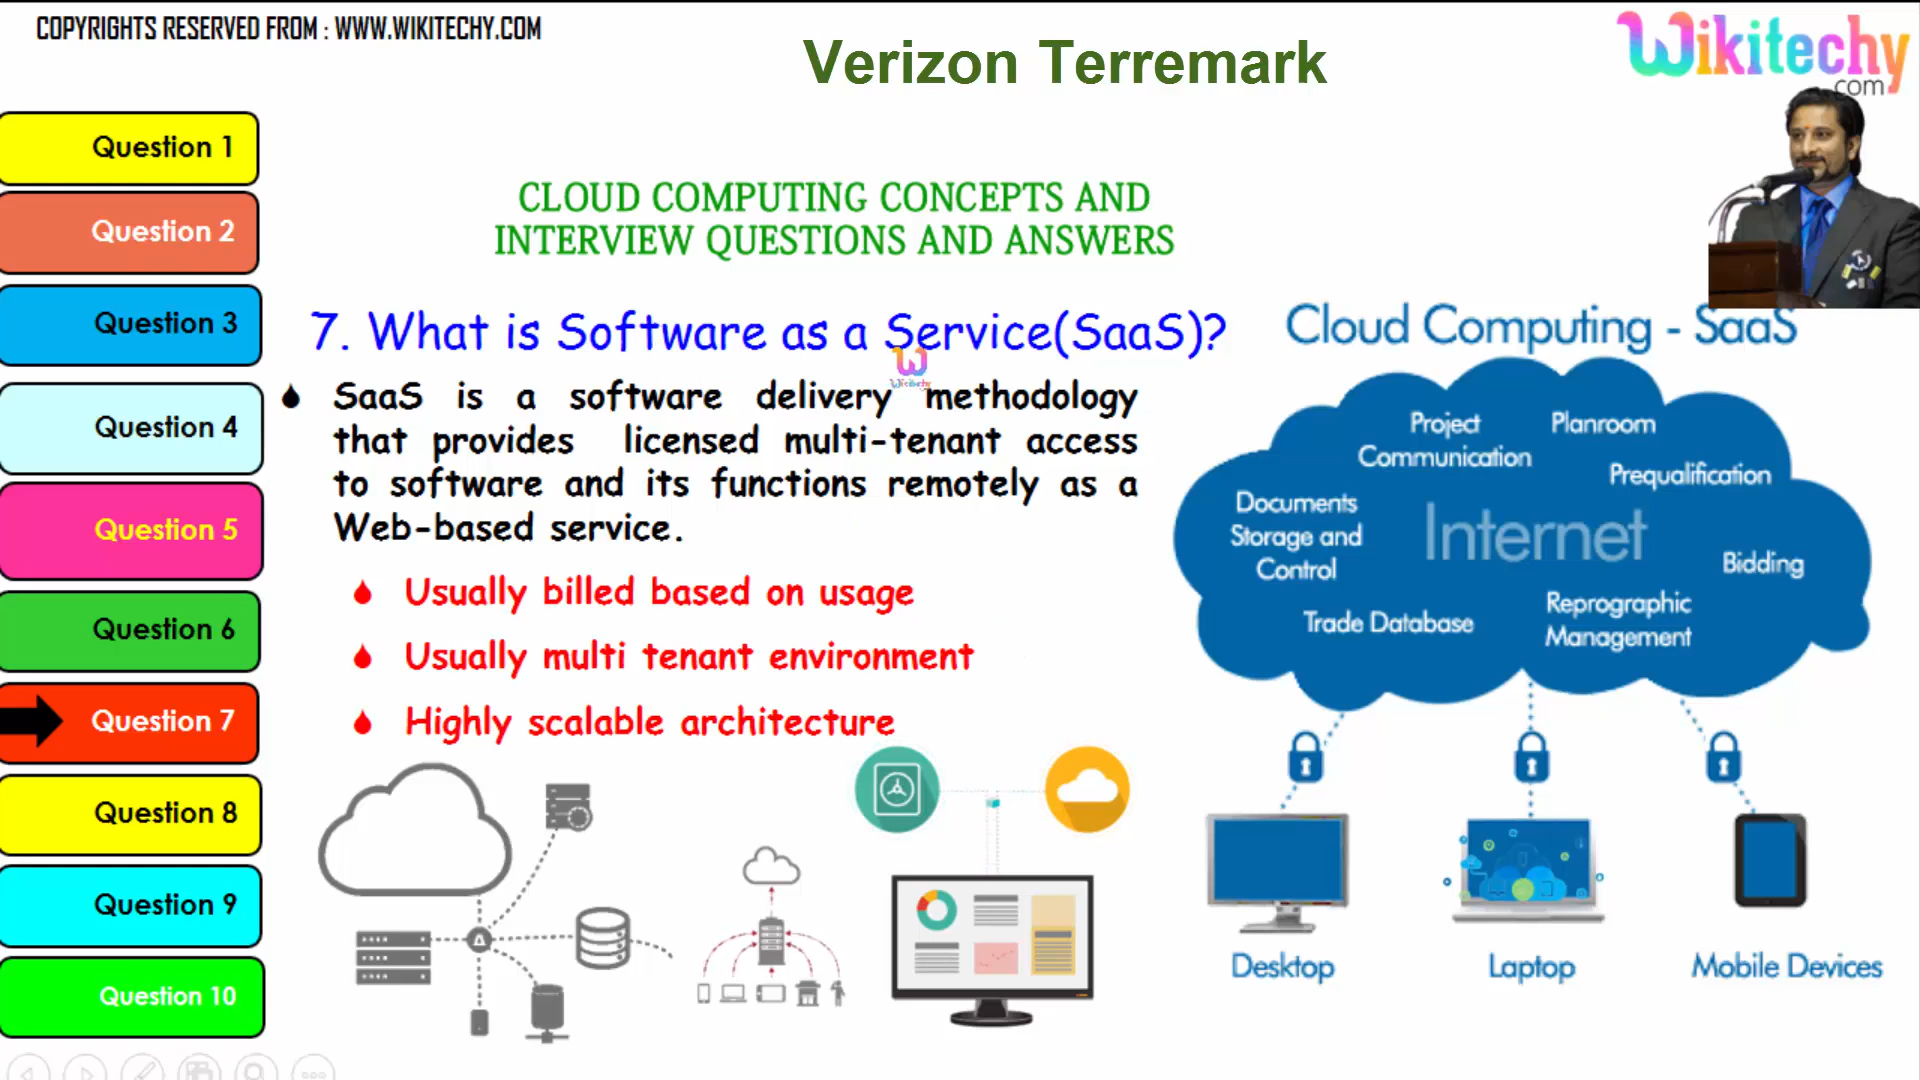 COPYRIGHTS RESERVED FROM : WWW.WIKITECHY.COM
Verizon Terremark
Wikitechy
.com
Question 1
Question 2
Question 3
Question 4
Question 5
Question 6
Question 7
Question 8
Question 9
Question 10
CLOUD COMPUTING CONCEPTS AND
INTERVIEW QUESTIONS AND ANSWERS
7. What is Software as a Service(SaaS)?
Wikitechy
SaaS is a software delivery methodology
that provides licensed multi-tenant access
to software and its functions remotely as a
Web-based service.
Usually billed based on usage
Usually multi tenant environment
Highly scalable architecture
Cloud Computing - SaaS
Project
Communication
Planroom
Prequalification
Documents
Storage and
Control
Internet
Bidding
Trade Database
Reprographic
Management
Desktop
Laptop
Mobile Devices